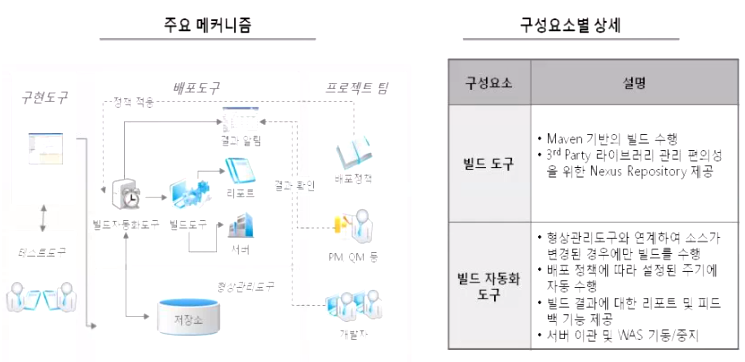 주요 메커니즘
구성요소별 상세
구현도구
배포도구
프로젝트 팀
정책 적용
결과 알림
리포트
결과 확인
배포정책
빌드자동화도구
빌드도구
서버
테스트도구
PM, QM 등
형상관리도구
저장소
개발자
구성요소
설명
빌드 도구
• Maven 기반의 빌드 수행
• 3rd Party 라이브러리 관리 편의성
을 위한 Nexus Repository 제공
빌드 자동화
도구
• 형상관리도구와 연계하여 소스가
변경된 경우에만 빌드를 수행
• 배포 정책에 따라 설정된 주기에
자동 수행
• 빌드 결과에 대한 리포트 및 피드
백 기능 제공
• 서버 이관 및 WAS 기동/중지